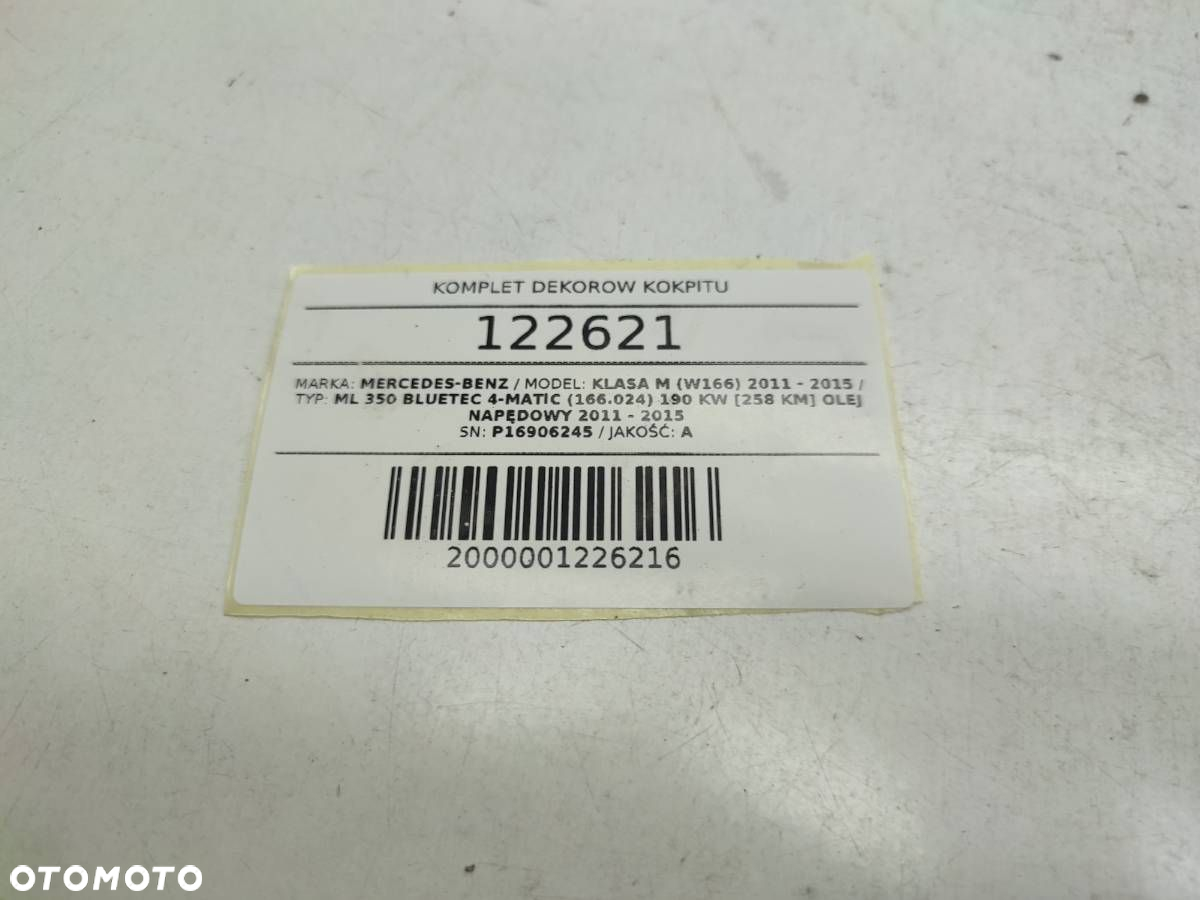 KOMPLET DEKOROW KOKPITU
122621
MARKA: MERCEDES-BENZ / MODEL: KLASA M (W166) 2011 - 2015 /
TYP: ML 350 BLUETEC 4-MATIC (166.024) 190 KW [258 KM] OLEJ
NAPĘDOWY 2011 - 2015
SN: P16906245 / JAKOŚĆ: A
2000001226216
OTOMOTO